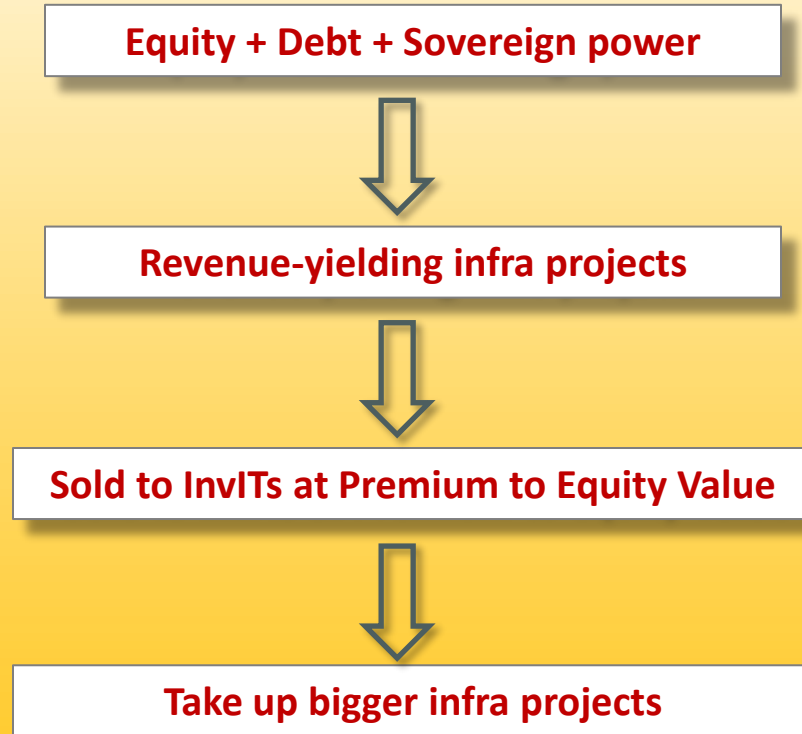 Equity + Debt + Sovereign power
Revenue-yielding infra projects
Sold to InvITs at Premium to Equity Value
Take up bigger infra projects